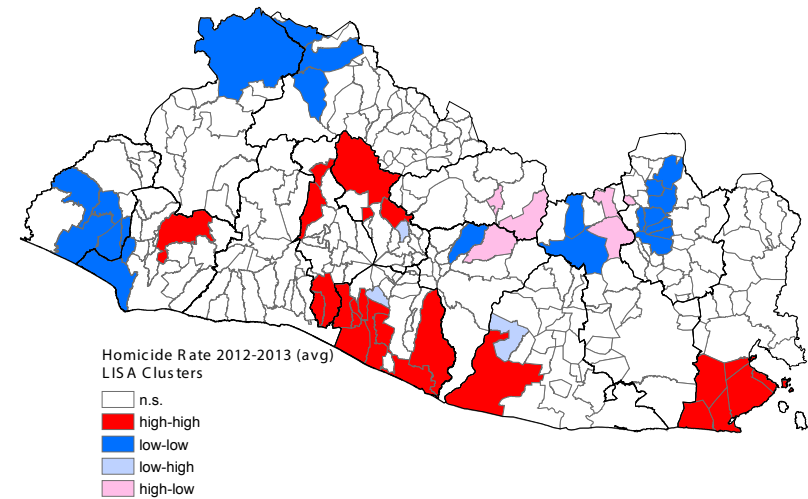 Homicide Rate 2012-2013 (avg)
LISA Clusters
n.s.
high-high
low-low
low-high
high-low